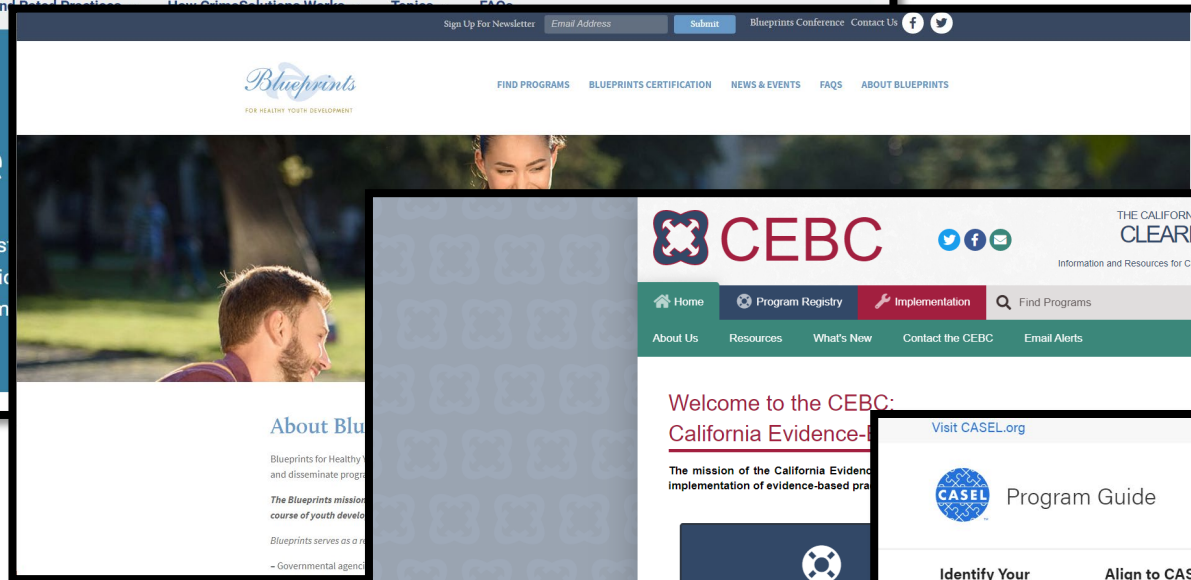 Rated Practices How CrimeSolutions Works Topics FAQs
Sign Up For Newsletter Email Address Submit Blueprints Conference Contact Us
Blueprints
FOR HEALTHY YOUTH DEVELOPMENT
FIND PROGRAMS BLUEPRINTS CERTIFICATION NEWS & EVENTS FAQS ABOUT BLUEPRINTS
About Blu
Blueprints for Healthy Y
and disseminate progra
The Blueprints mission
course of youth develo
Blueprints serves as a re
– Governmental agenci
CEBC
THE CALIFORN
CLEAR
Information and Resources for C
Home Program Registry Implementation Find Programs
About Us Resources What's New Contact the CEBC Email Alerts
Welcome to the CEBC:
California Evidence-
The mission of the California Evidenc
implementation of evidence-based pra
Visit CASEL.org
CASEL Program Guide
Identify Your Align to CAS